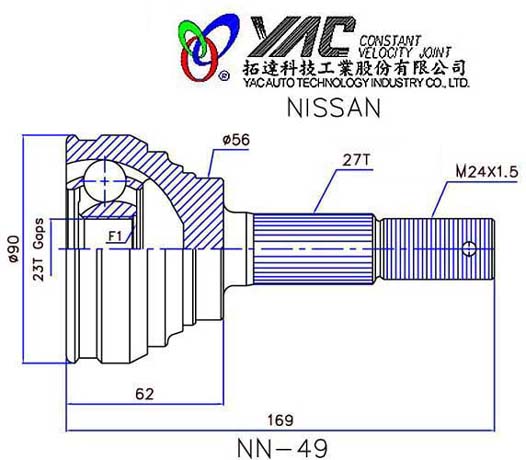 YAC CONSTANT
VELOCITY JOINT
®拓達科技工業股份有限公司
YAC AUTO TECHNOLOGY INDUSTRY CO., LTD.
NISSAN
ø56
27T
M24X1.5
ø90
23T Gaps
F1
62
169
NN-49